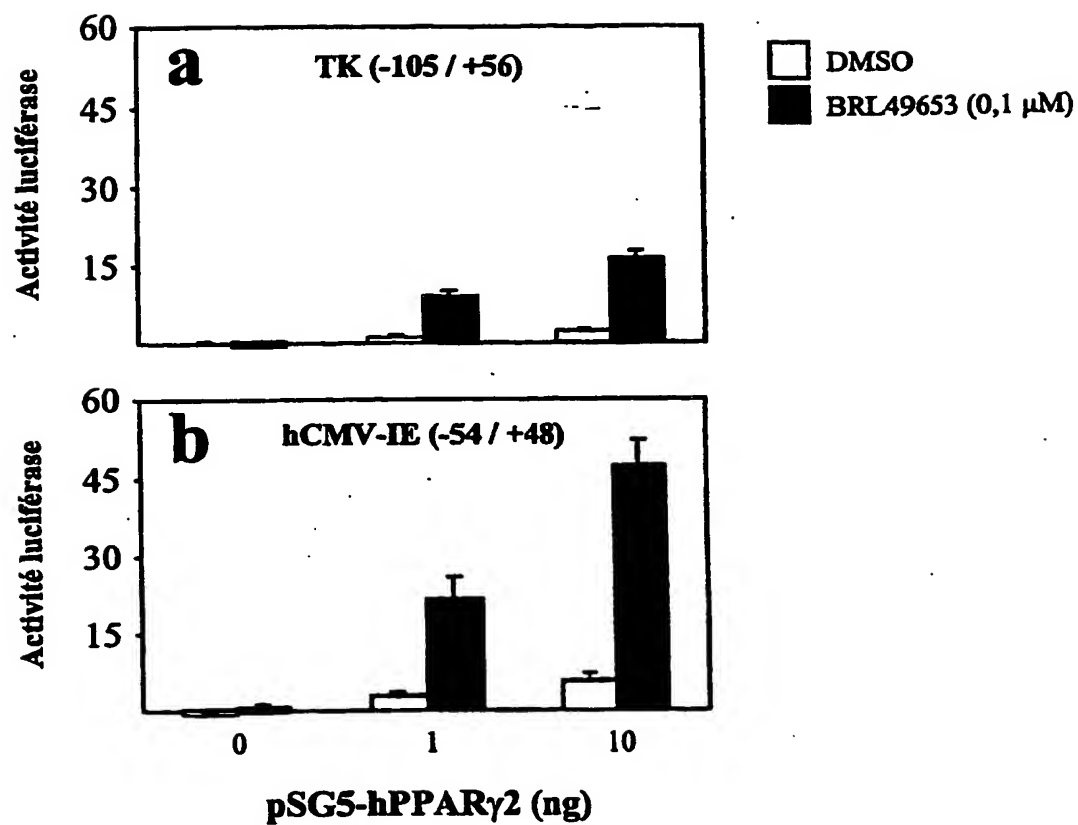 60
45
30
15
Activité luciférase
a
TK (-105 / +56)
DMSO
BRL49653 (0,1 µM)
60
45
30
15
Activité luciférase
b
hCMV-IE (-54 / +48)
0 1 10
pSG5-hPPARγ2 (ng)